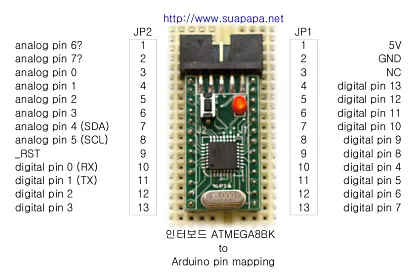 http://www.suapapa.net
JP2 JP1
analog pin 6? 1 1 5V
analog pin 7? 2 2 GND
analog pin 0 3 3 NC
analog pin 1 4 4 digital pin 13
analog pin 2 5 5 digital pin 12
analog pin 3 6 6 digital pin 11
analog pin 4 (SDA) 7 7 digital pin 10
analog pin 5 (SCL) 8 8 digital pin 9
_RST 9 9 digital pin 8
digital pin 0 (RX) 10 10 digital pin 4
digital pin 1 (TX) 11 11 digital pin 5
digital pin 2 12 12 digital pin 6
digital pin 3 13 13 digital pin 7
16.000
인터보드 ATMEGA8BK
to
Arduino pin mapping